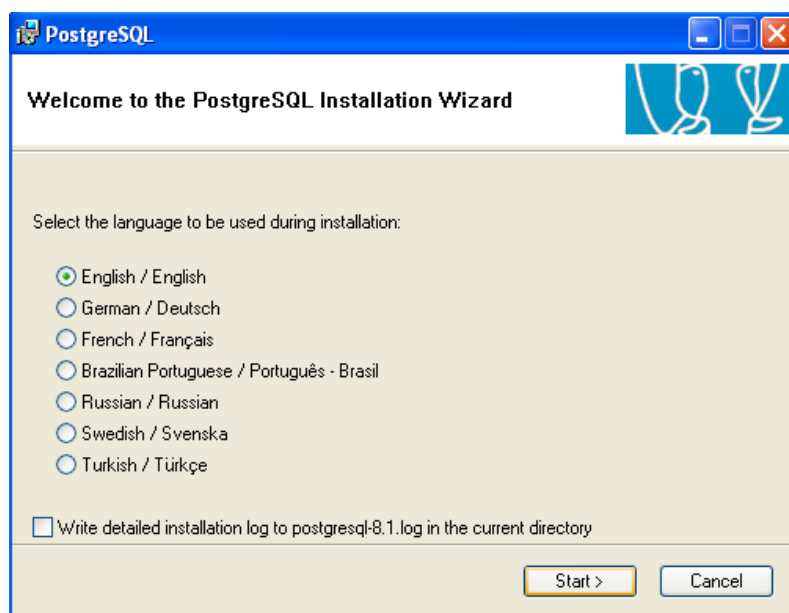 PostgreSQL
Welcome to the PostgreSQL Installation Wizard
Select the language to be used during installation:
English / English
German / Deutsch
French / Français
Brazilian Portuguese / Português - Brasil
Russian / Russian
Swedish / Svenska
Turkish / Türkçe
Write detailed installation log to postgresql-8.1.log in the current directory
Start >
Cancel